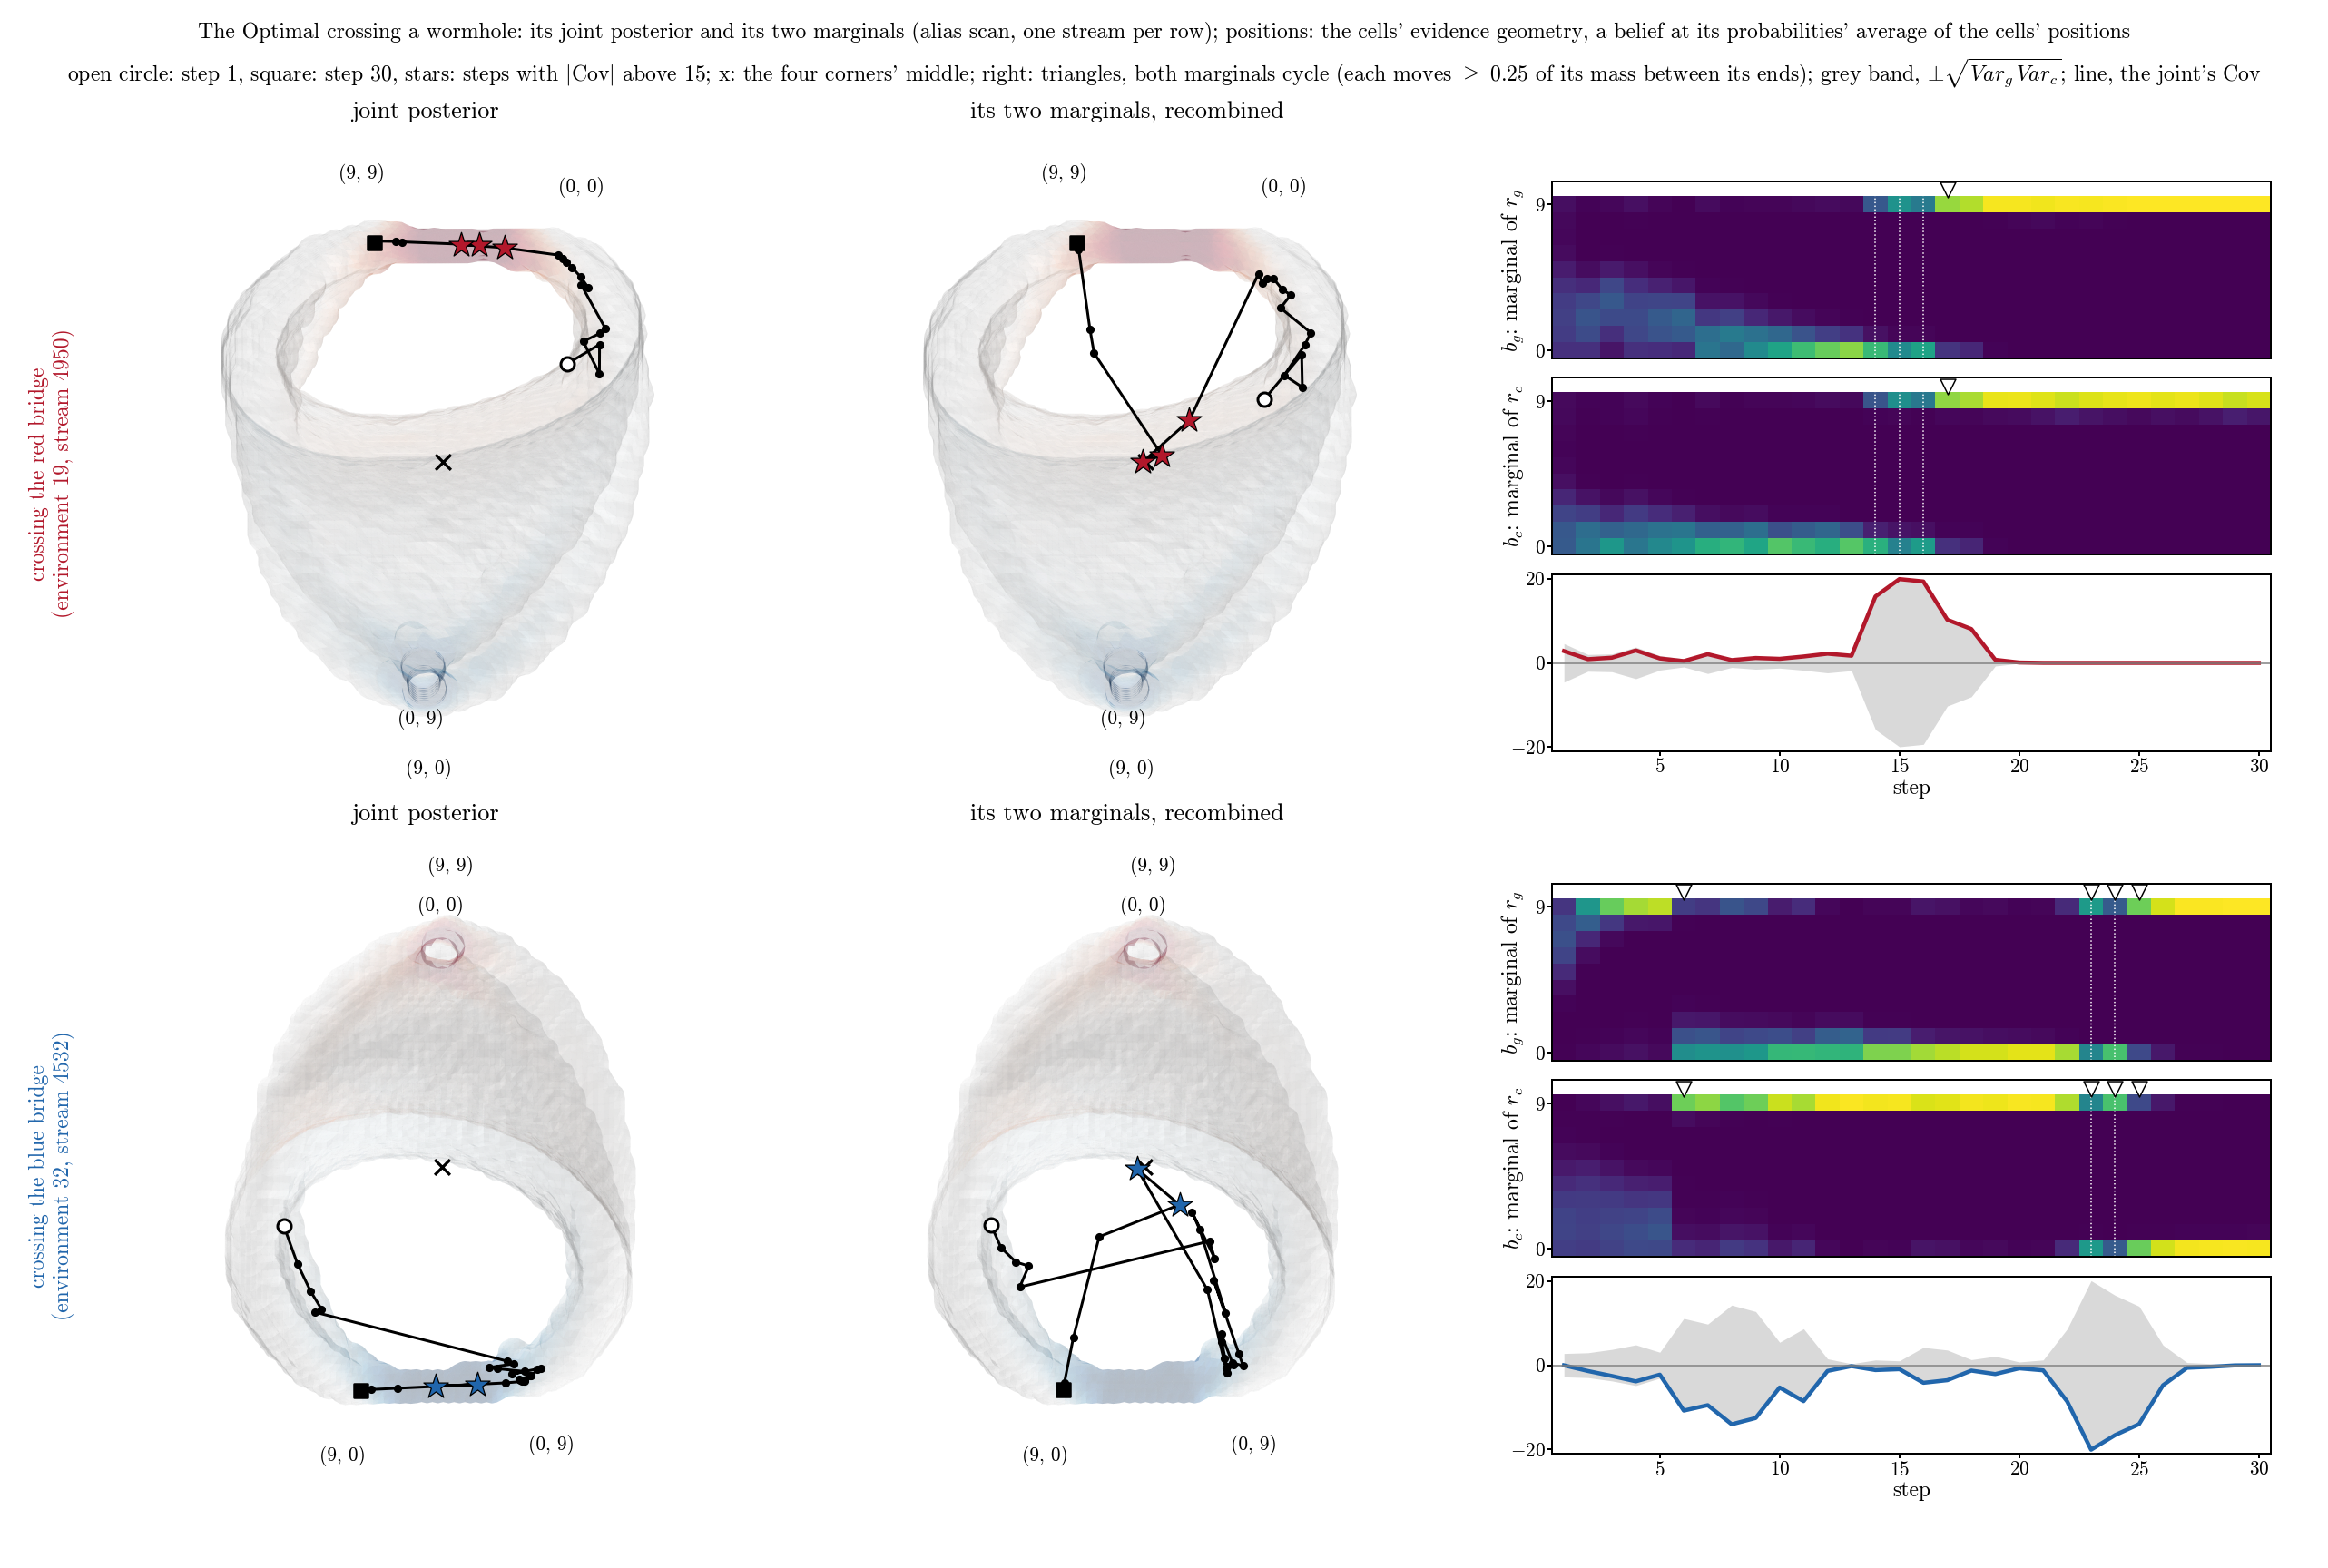 The Optimal crossing a wormhole: its joint posterior and its two marginals (alias scan, one stream per row); positions: the cells' evidence geometry, a belief at its probabilities' average of the cells' positions
open circle: step 1, square: step 30, stars: steps with |Cov| above 15; x: the four corners' middle; right: triangles, both marginals cycle (each moves ≥ 0.25 of its mass between its ends); grey band, ±√Var_g Var_c; line, the joint's Cov
joint posterior
its two marginals, recombined
crossing the red bridge
(environment 19, stream 4950)
(9, 9)
(0, 0)
(0, 9)
(9, 0)
(9, 9)
(0, 0)
(0, 9)
(9, 0)
b_g: marginal of r_g
9
0
b_c: marginal of r_c
9
0
20
0
−20
5 10 15 20 25 30
step
joint posterior
its two marginals, recombined
crossing the blue bridge
(environment 32, stream 4532)
(9, 9)
(0, 0)
(9, 0)
(0, 9)
(9, 9)
(0, 0)
(9, 0)
(0, 9)
b_g: marginal of r_g
9
0
b_c: marginal of r_c
9
0
20
0
−20
5 10 15 20 25 30
step